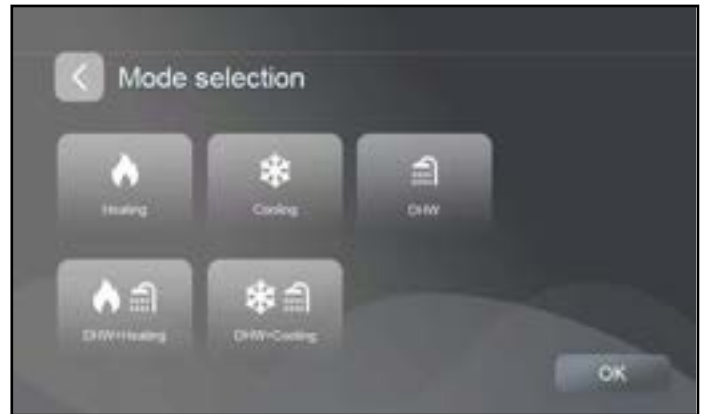 Mode selection
Heating
Cooling
DHW
DHW+Heating
DHW+Cooling
OK